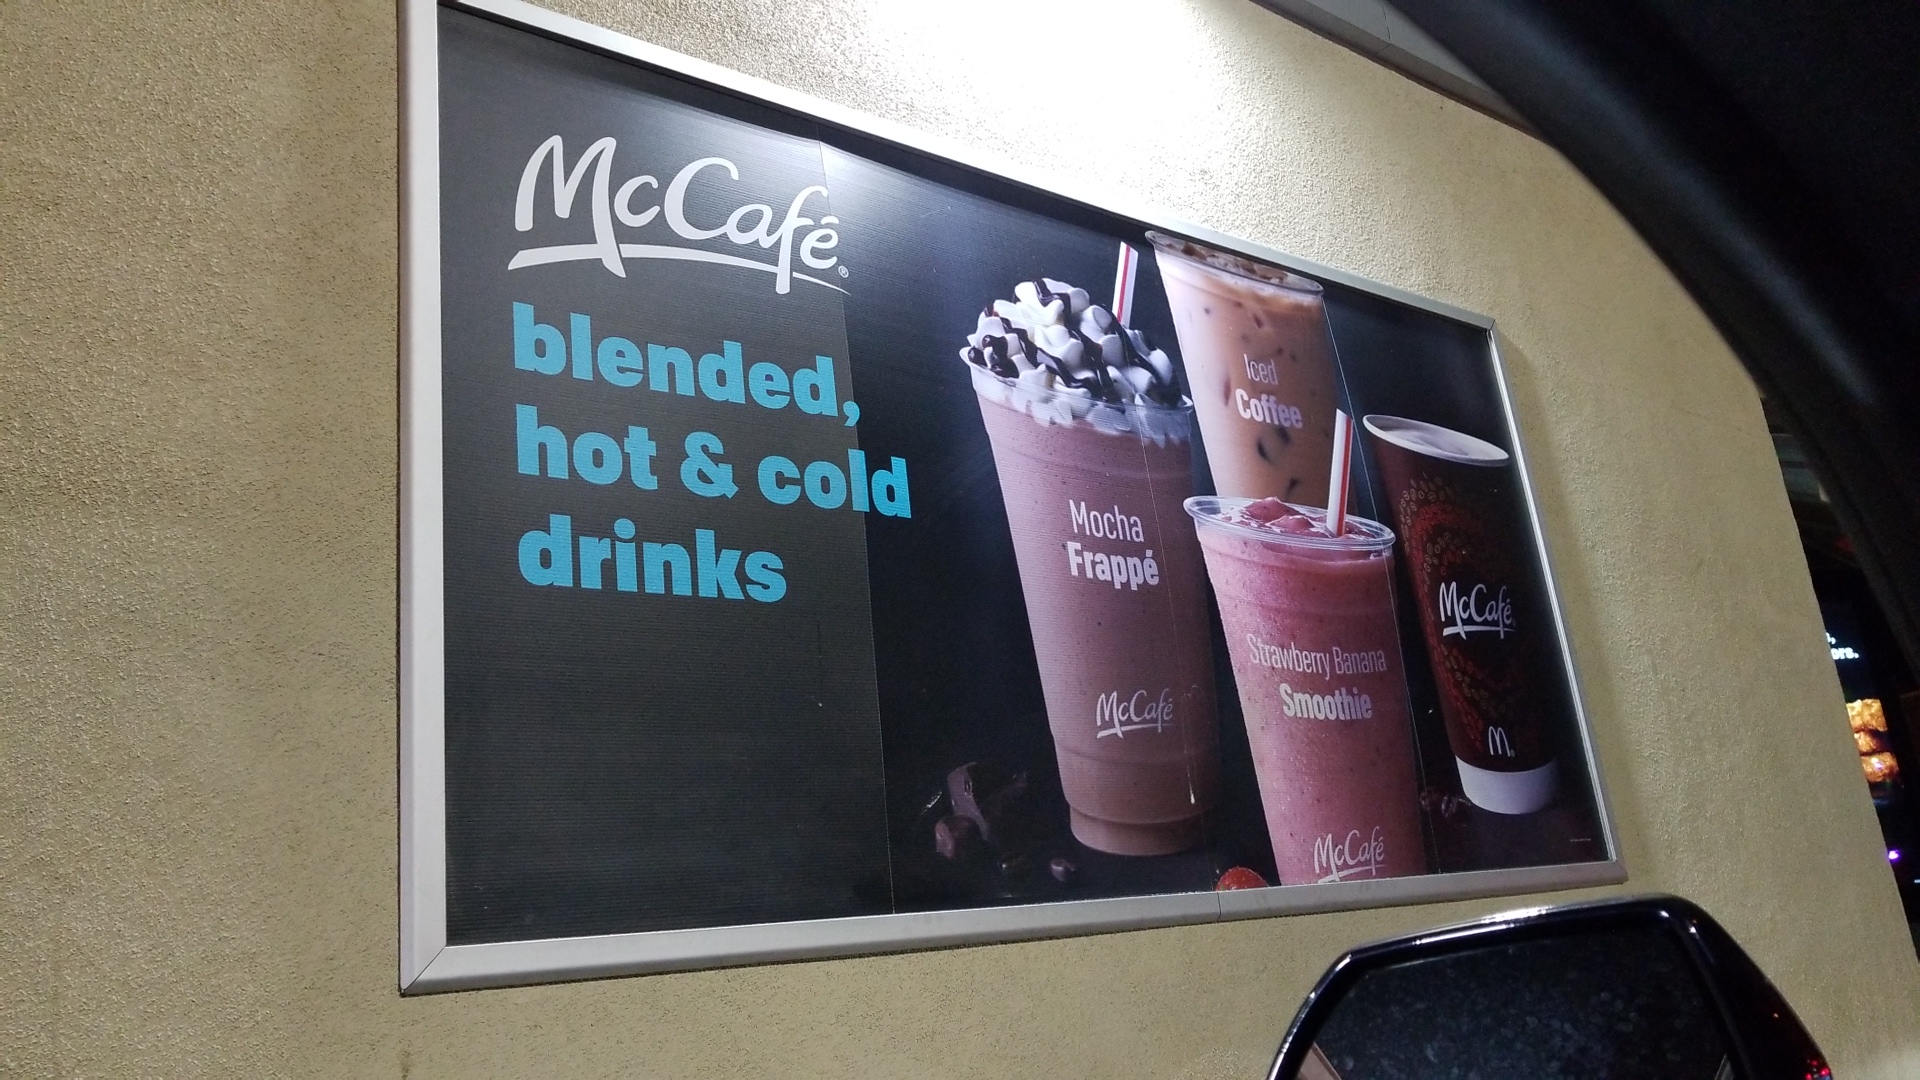 McCafé®
blended,
hot & cold
drinks
Iced
Coffee
Mocha
Frappé
McCafé
Strawberry Banana
Smoothie
McCafé
McCafé®
M®